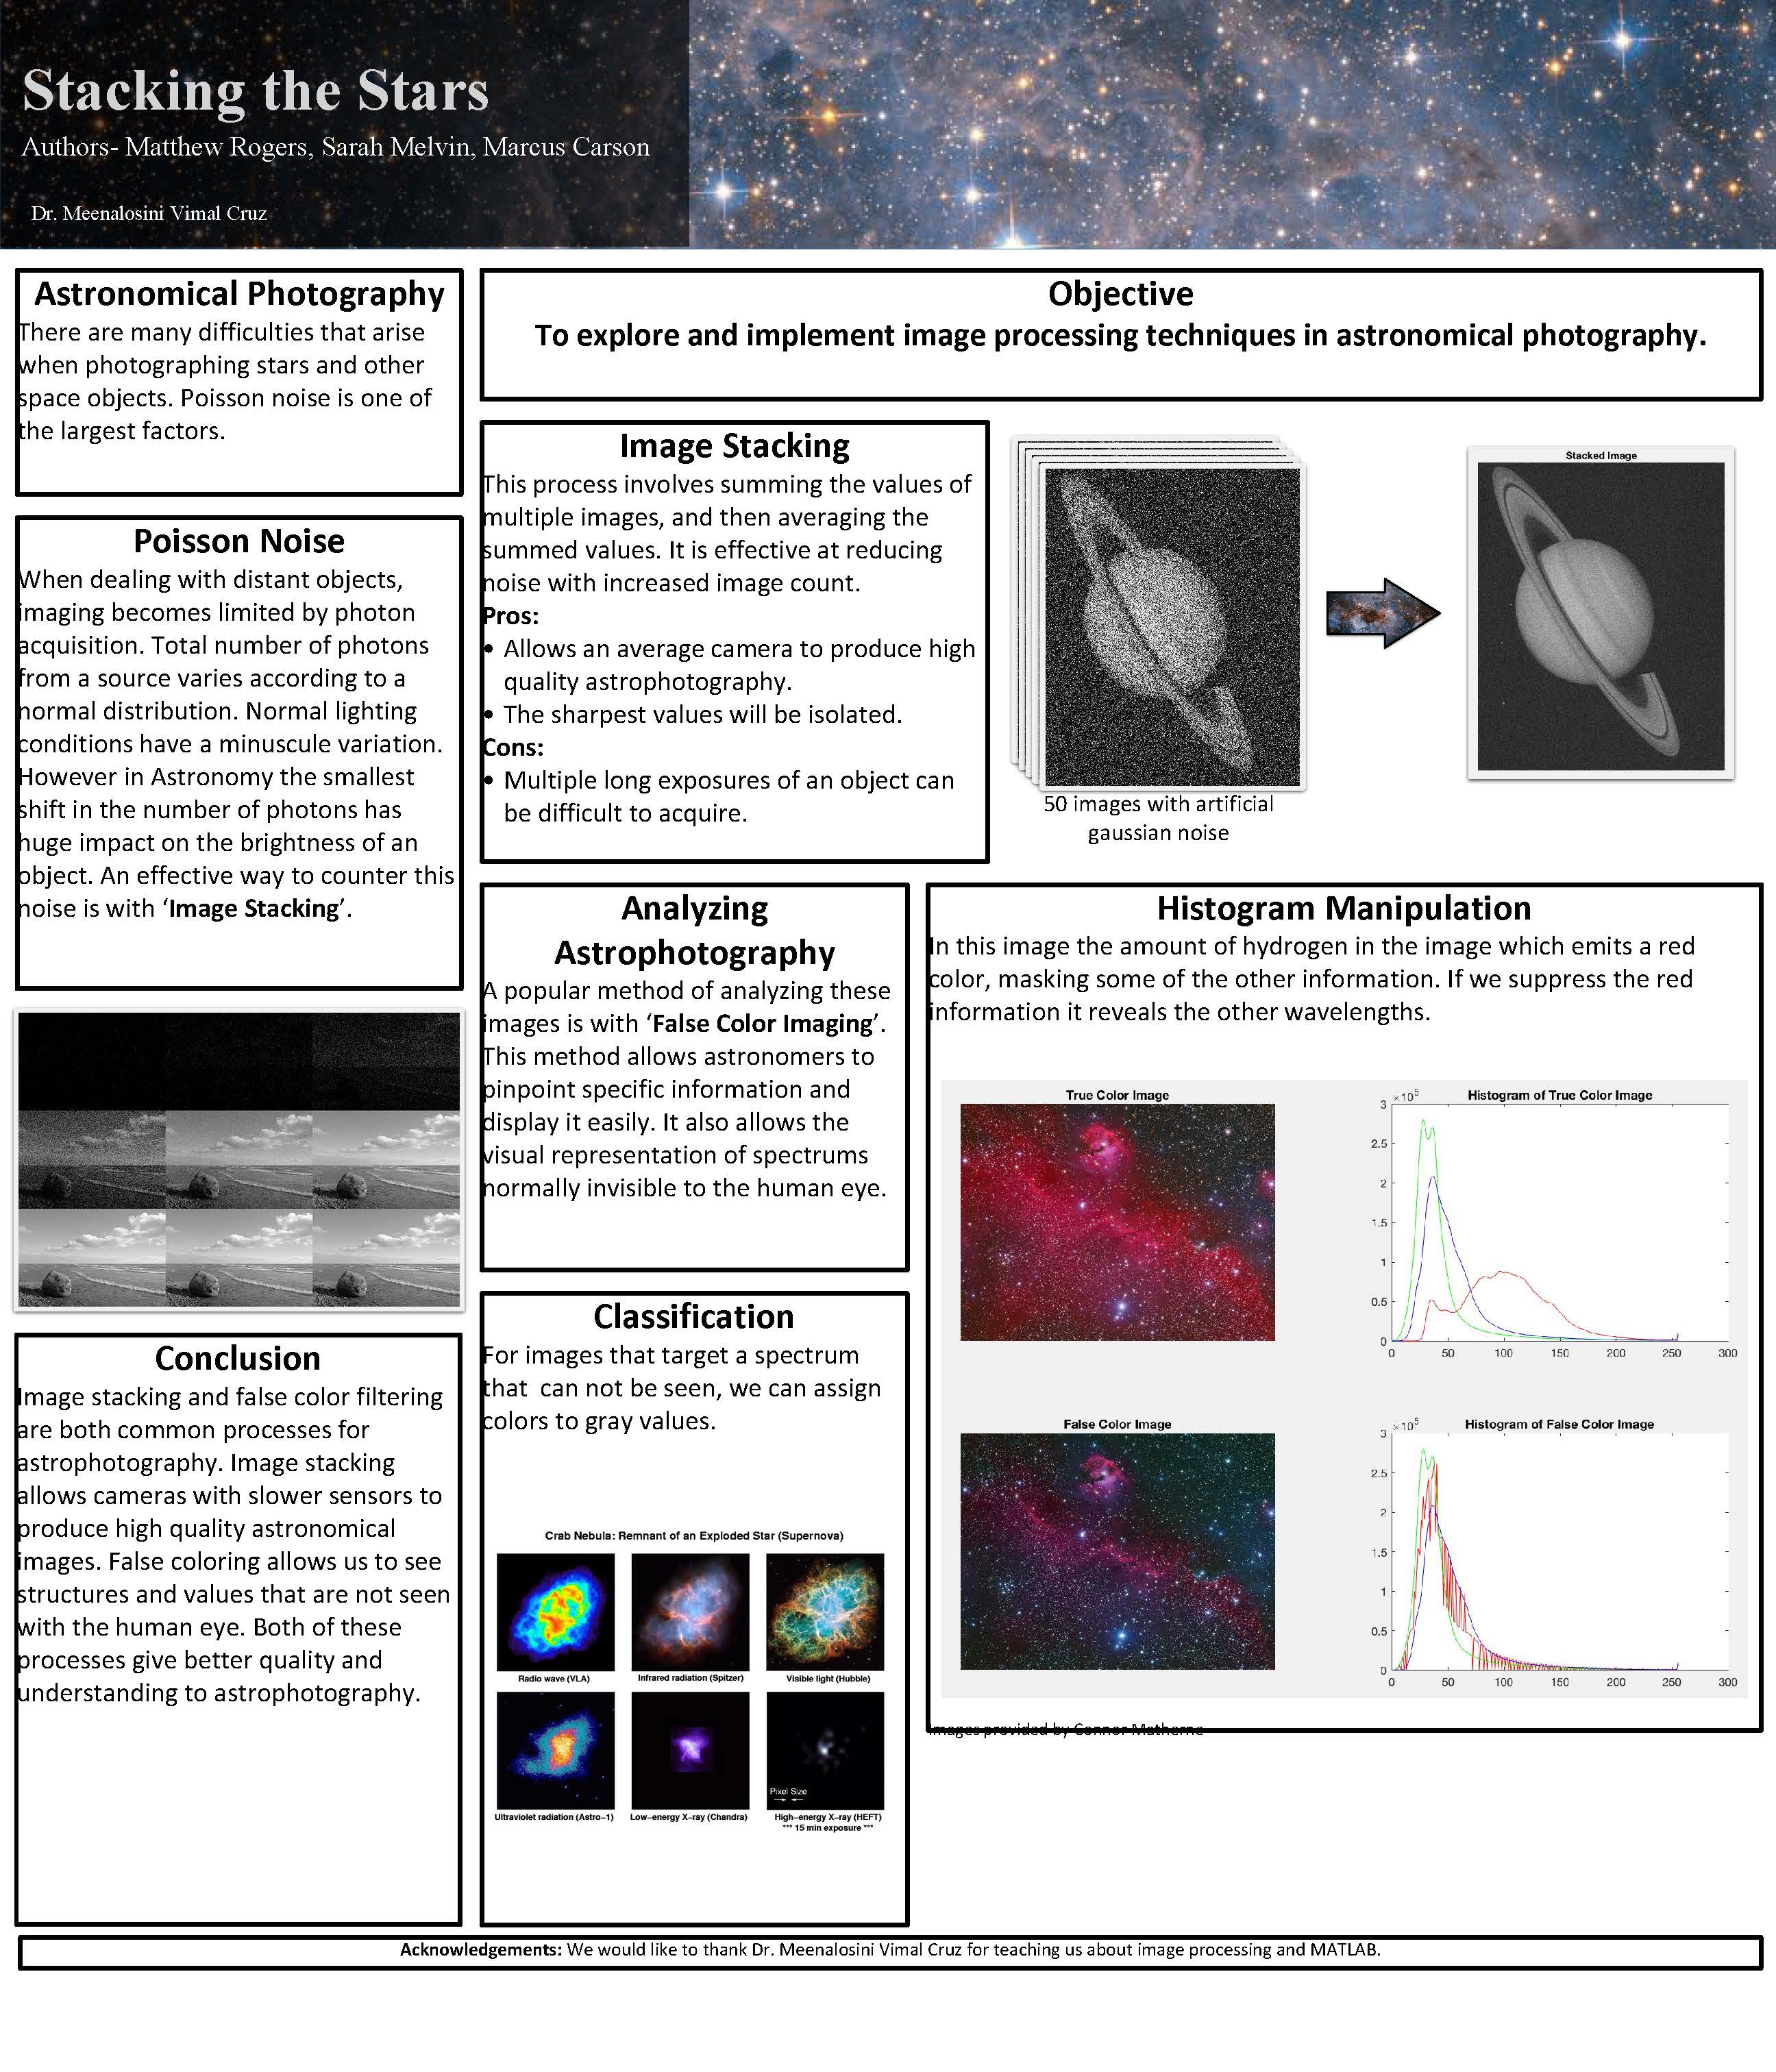 Stacking the Stars
Authors- Matthew Rogers, Sarah Melvin, Marcus Carson
Dr. Meenalosini Vimal Cruz
Astronomical Photography
There are many difficulties that arise
when photographing stars and other
space objects. Poisson noise is one of
the largest factors.
Poisson Noise
When dealing with distant objects,
imaging becomes limited by photon
acquisition. Total number of photons
from a source varies according to a
normal distribution. Normal lighting
conditions have a minuscule variation.
However in Astronomy the smallest
shift in the number of photons has
huge impact on the brightness of an
object. An effective way to counter this
noise is with ‘Image Stacking’.
Conclusion
Image stacking and false color filtering
are both common processes for
astrophotography. Image stacking
allows cameras with slower sensors to
produce high quality astronomical
images. False coloring allows us to see
structures and values that are not seen
with the human eye. Both of these
processes give better quality and
understanding to astrophotography.
Objective
To explore and implement image processing techniques in astronomical photography.
Image Stacking
This process involves summing the values of
multiple images, and then averaging the
summed values. It is effective at reducing
noise with increased image count.
Pros:
• Allows an average camera to produce high
quality astrophotography.
• The sharpest values will be isolated.
Cons:
• Multiple long exposures of an object can
be difficult to acquire.
50 images with artificial
gaussian noise
Stacked Image
Analyzing
Astrophotography
A popular method of analyzing these
images is with ‘False Color Imaging’.
This method allows astronomers to
pinpoint specific information and
display it easily. It also allows the
visual representation of spectrums
normally invisible to the human eye.
Classification
For images that target a spectrum
that  can not be seen, we can assign
colors to gray values.
Crab Nebula: Remnant of an Exploded Star (Supernova)
Radio wave (VLA)
Infrared radiation (Spitzer)
Visible light (Hubble)
Pixel Size
Ultraviolet radiation (Astro-1)
Low-energy X-ray (Chandra)
High-energy X-ray (HEFT)
*** 15 min exposure ***
Histogram Manipulation
In this image the amount of hydrogen in the image which emits a red
color, masking some of the other information. If we suppress the red
information it reveals the other wavelengths.
True Color Image
Histogram of True Color Image
×10^5
3
2.5
2
1.5
1
0.5
0
0 50 100 150 200 250 300
False Color Image
Histogram of False Color Image
×10^5
3
2.5
2
1.5
1
0.5
0
0 50 100 150 200 250 300
Images provided by Connor Matherne
Acknowledgements: We would like to thank Dr. Meenalosini Vimal Cruz for teaching us about image processing and MATLAB.